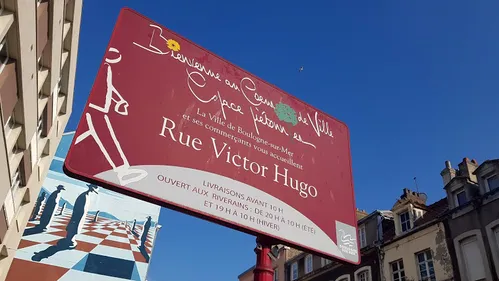 Bienvenue au Coeur de Ville
Espace piétonnier
La Ville de Boulogne-sur-Mer
et ses commerçants vous accueillent
Rue Victor Hugo
LIVRAISONS AVANT 10 H
OUVERT AUX RIVERAINS : DE 20 H À 10 H (ÉTÉ)
ET 19 H À 10 H (HIVER)